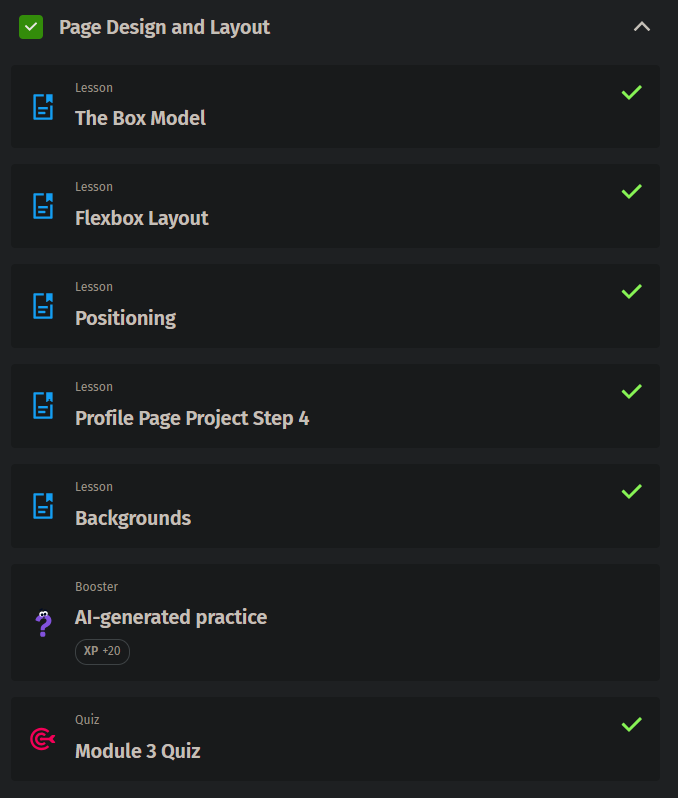 Page Design and Layout
Lesson
The Box Model
Lesson
Flexbox Layout
Lesson
Positioning
Lesson
Profile Page Project Step 4
Lesson
Backgrounds
Booster
AI-generated practice
XP +20
Quiz
Module 3 Quiz